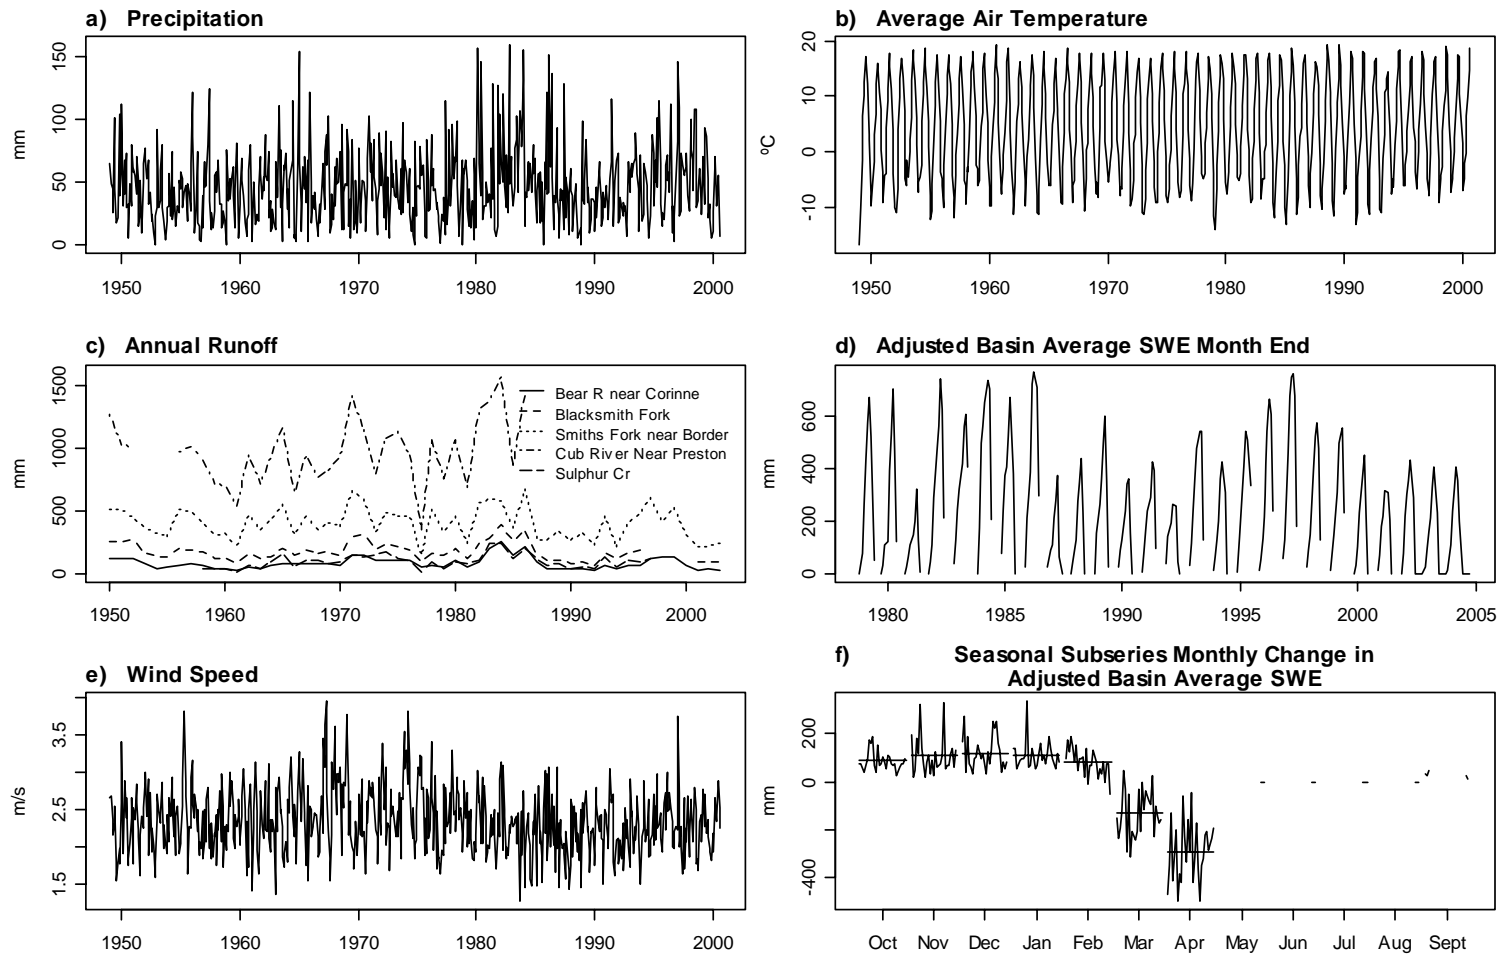 a) Precipitation
mm
150
100
50
0
1950 1960 1970 1980 1990 2000
b) Average Air Temperature
ºC
20
10
0
-10
1950 1960 1970 1980 1990 2000
c) Annual Runoff
mm
1500
1000
500
0
Bear R near Corinne
Blacksmith Fork
Smiths Fork near Border
Cub River Near Preston
Sulphur Cr
1950 1960 1970 1980 1990 2000
d) Adjusted Basin Average SWE Month End
mm
600
400
200
0
1980 1985 1990 1995 2000 2005
e) Wind Speed
m/s
3.5
2.5
1.5
1950 1960 1970 1980 1990 2000
f) Seasonal Subseries Monthly Change in
Adjusted Basin Average SWE
mm
200
0
-400
Oct Nov Dec Jan Feb Mar Apr May Jun Jul Aug Sept